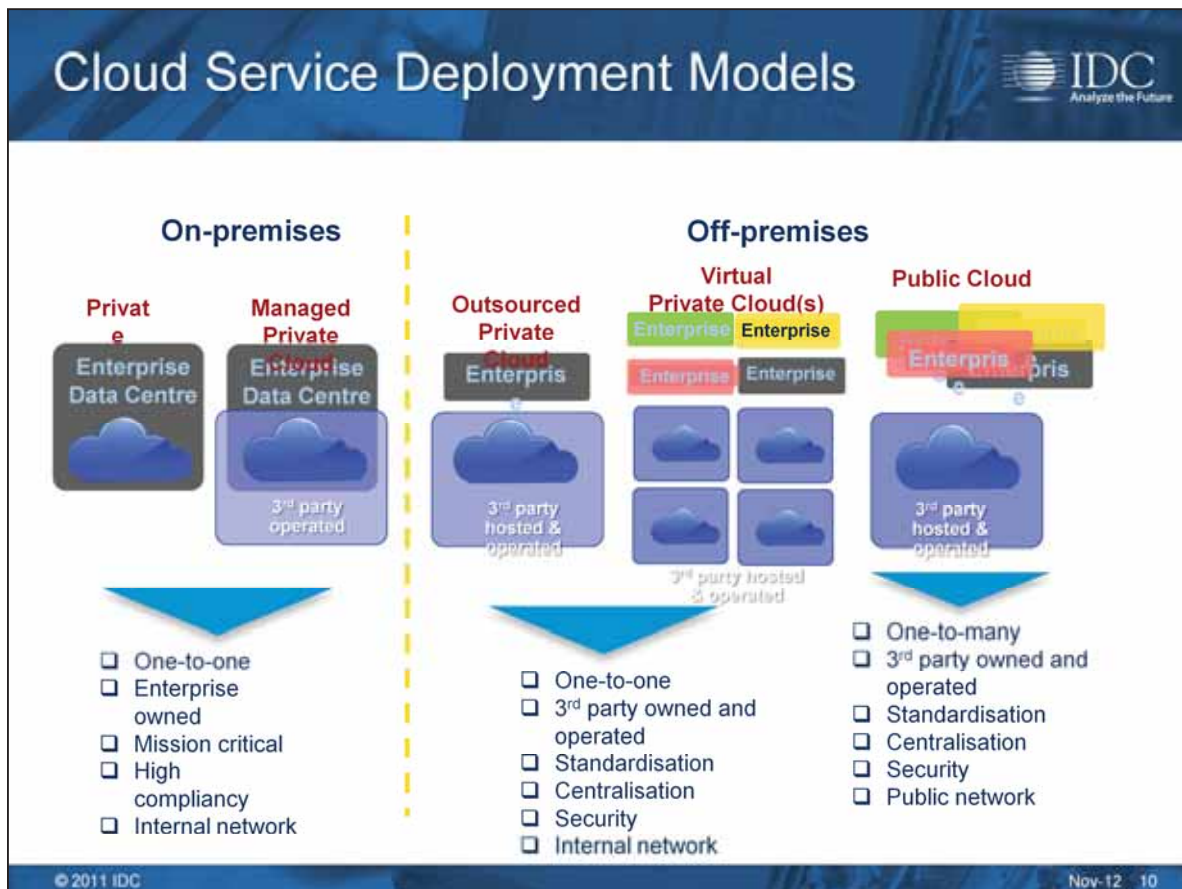 Cloud Service Deployment Models
IDC
Analyze the Future
On-premises
Off-premises
Privat
e
Managed
Private
Cloud
Enterprise
Data Centre
Enterprise
Data Centre
3rd party
operated
Outsourced
Private
Cloud
Enterpris
e
3rd party
hosted &
operated
Virtual
Private Cloud(s)
Enterprise
Enterprise
Enterprise
Enterprise
3rd party hosted
& operated
Public Cloud
Enterpris
e
Enterpris
e
3rd party
hosted &
operated
❑ One-to-one
❑ Enterprise
owned
❑ Mission critical
❑ High
compliancy
❑ Internal network
❑ One-to-one
❑ 3rd party owned and
operated
❑ Standardisation
❑ Centralisation
❑ Security
❑ Internal network
❑ One-to-many
❑ 3rd party owned and
operated
❑ Standardisation
❑ Centralisation
❑ Security
❑ Public network
© 2011 IDC
Nov-12 10